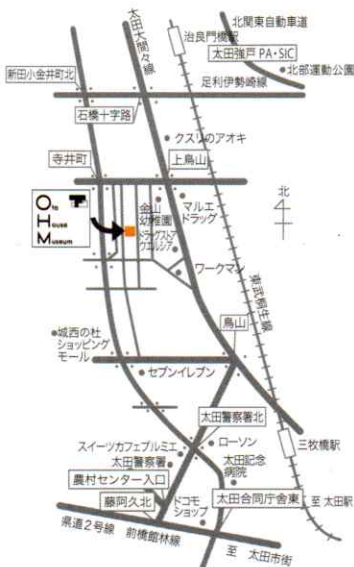 北関東自動車道
太田強戸 PA・SIC
北部運動公園
太田大間々線
治良門橋駅
新田小金井町北
足利伊勢崎線
石橋十字路
クスリのアオキ
寺井町
上鳥山
Oto
House
Museum
金山
幼稚園
マルエ
ドラッグ
ドラッグストア
ウエルシア
ワークマン
北
東武桐生線
鳥山
城西の杜
ショッピング
モール
セブンイレブン
太田警察署北
スイーツカフェプルミエ
ローソン
三枚橋駅
太田警察署
太田記念
病院
農村センター入口
藤阿久北
ドコモ
ショップ
太田合同庁舎東
至 太田駅
県道2号線 前橋館林線
至 太田市街